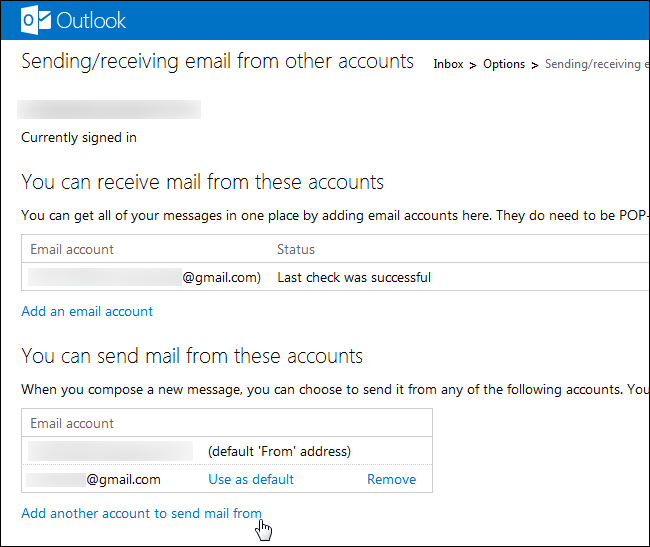 Outlook
Sending/receiving email from other accounts Inbox > Options > Sending/receiving e
Currently signed in
You can receive mail from these accounts
You can get all of your messages in one place by adding email accounts here. They do need to be POP-
Email account Status
@gmail.com) Last check was successful
Add an email account
You can send mail from these accounts
When you compose a new message, you can choose to send it from any of the following accounts. You
Email account
(default 'From' address)
@gmail.com Use as default Remove
Add another account to send mail from